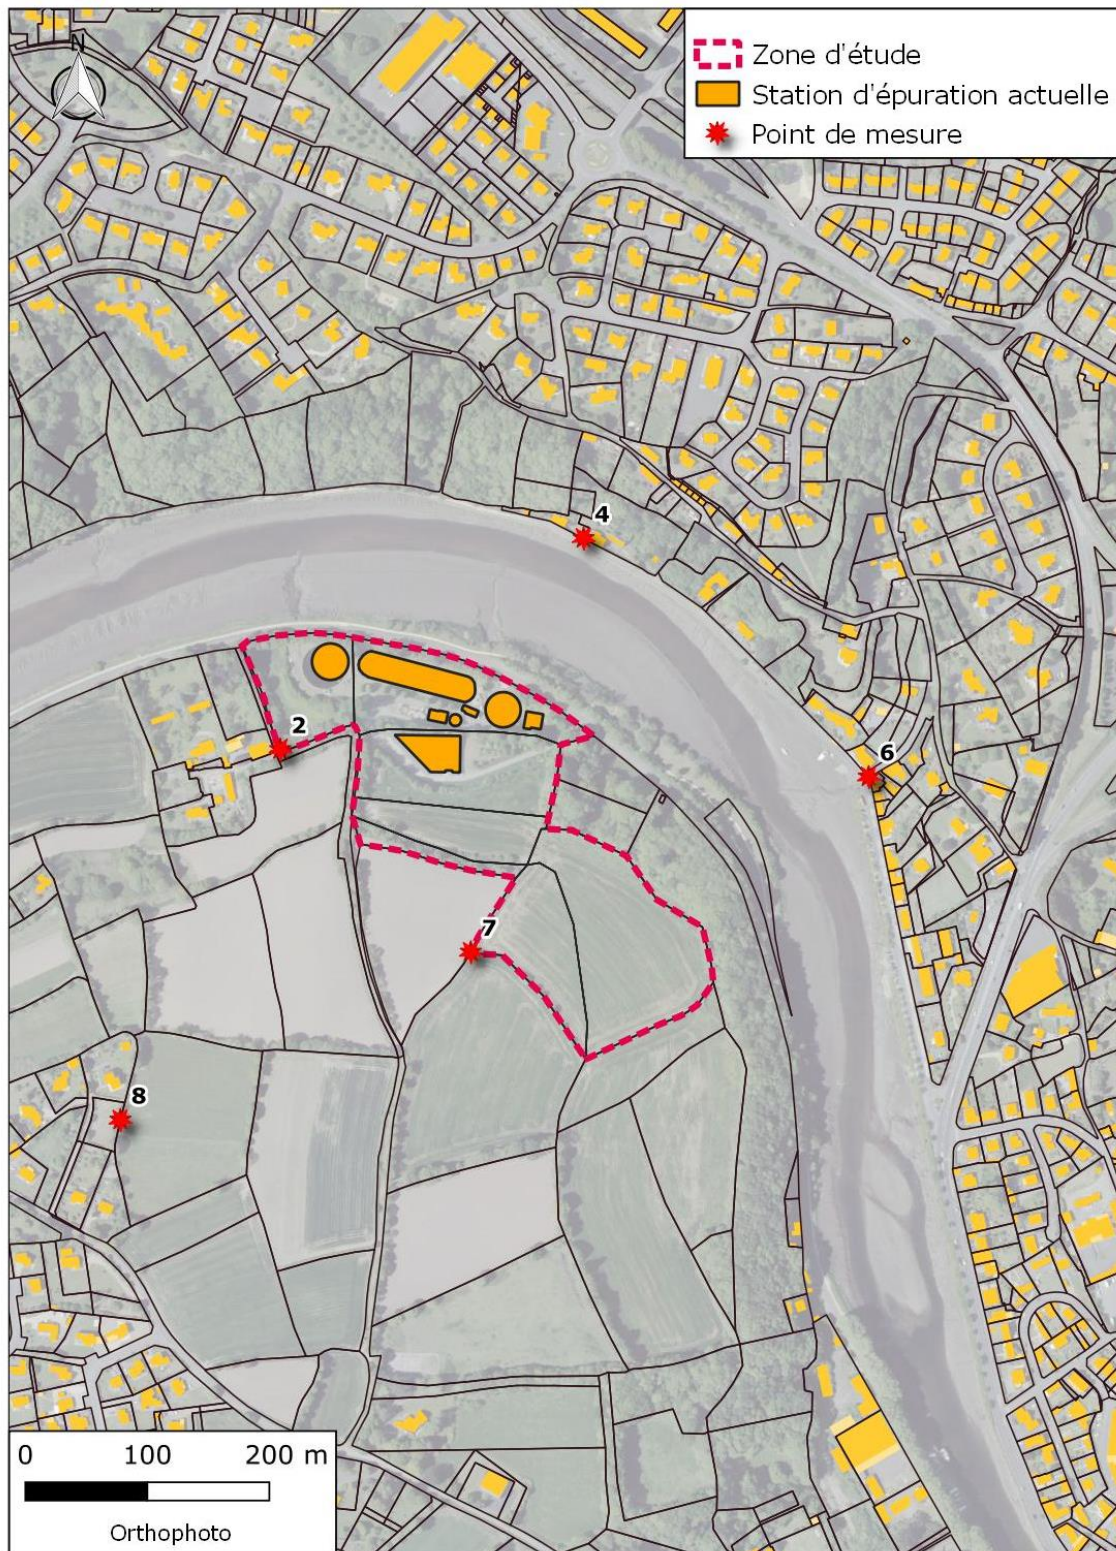 N
Zone d'étude
Station d'épuration actuelle
Point de mesure
4
2
6
7
8
0 100 200 m
Orthophoto